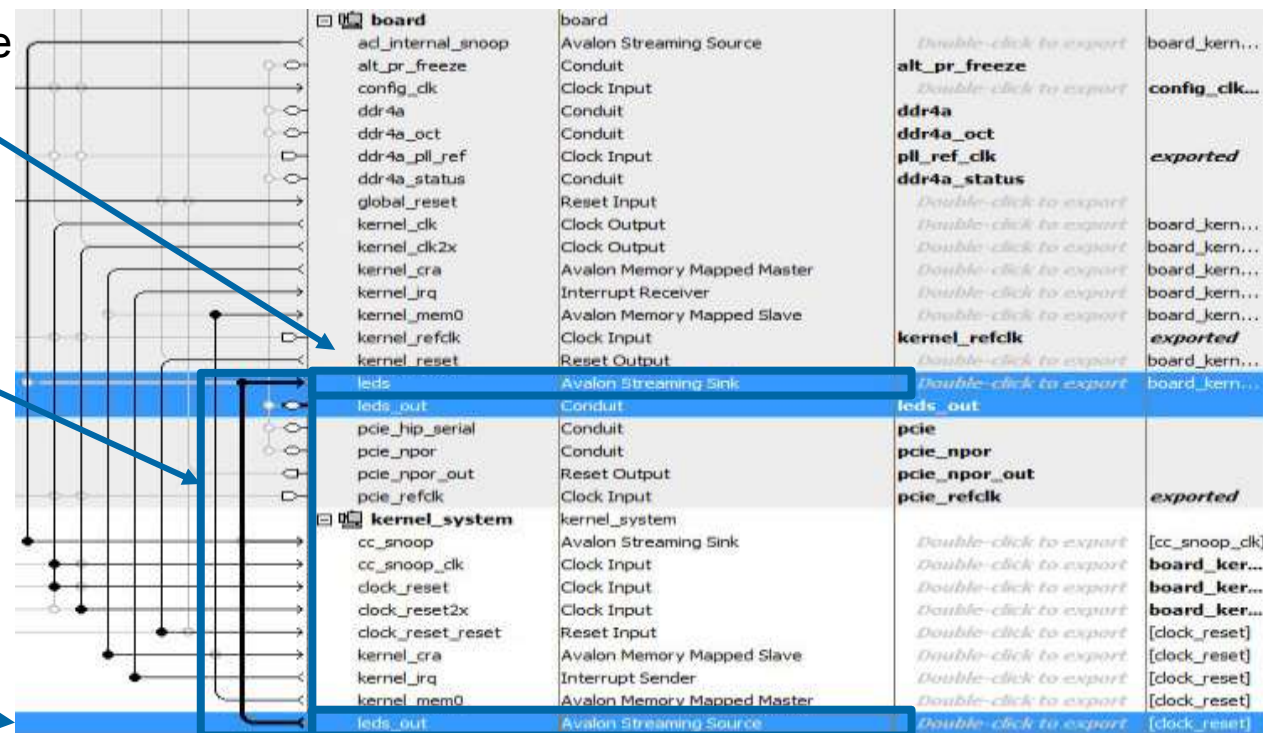 e
board board
acl_internal_snoop Avalon Streaming Source Double-click to export board_kern...
alt_pr_freeze Conduit alt_pr_freeze
config_clk Clock Input Double-click to export config_clk...
ddr4a Conduit ddr4a
ddr4a_oct Conduit ddr4a_oct
ddr4a_pll_ref Clock Input pll_ref_clk exported
ddr4a_status Conduit ddr4a_status
global_reset Reset Input Double-click to export
kernel_clk Clock Output Double-click to export board_kern...
kernel_clk2x Clock Output Double-click to export board_kern...
kernel_cra Avalon Memory Mapped Master Double-click to export board_kern...
kernel_irq Interrupt Receiver Double-click to export board_kern...
kernel_mem0 Avalon Memory Mapped Slave Double-click to export board_kern...
kernel_refclk Clock Input kernel_refclk exported
kernel_reset Reset Output Double-click to export board_kern...
leds Avalon Streaming Sink Double-click to export board_kern...
leds_out Conduit leds_out
pcie_hip_serial Conduit pcie
pcie_npor Conduit pcie_npor
pcie_npor_out Reset Output pcie_npor_out
pcie_refclk Clock Input pcie_refclk exported
kernel_system kernel_system
cc_snoop Avalon Streaming Sink Double-click to export [cc_snoop_clk]
cc_snoop_clk Clock Input Double-click to export board_ker...
clock_reset Clock Input Double-click to export board_ker...
clock_reset2x Clock Input Double-click to export board_ker...
clock_reset_reset Reset Input Double-click to export [clock_reset]
kernel_cra Avalon Memory Mapped Slave Double-click to export [clock_reset]
kernel_irq Interrupt Sender Double-click to export [clock_reset]
kernel_mem0 Avalon Memory Mapped Master Double-click to export [clock_reset]
leds_out Avalon Streaming Source Double-click to export [clock_reset]